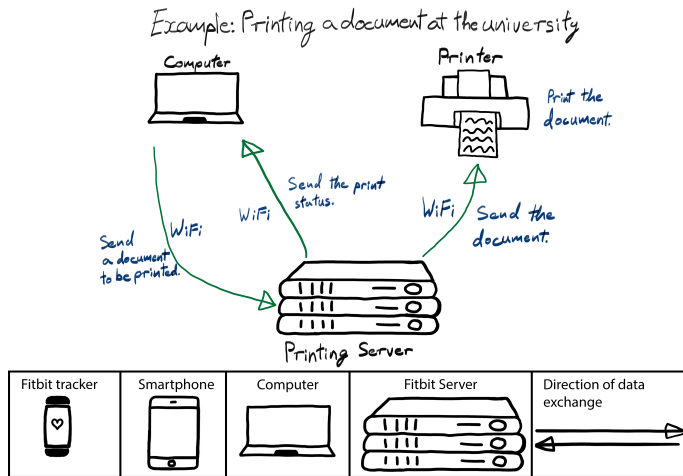 Example: Printing a document at the university
Computer
Printer
Print the
document.
Send the print
status.
WiFi
WiFi
WiFi
Send the
document.
Send
a document
to be printed.
Printing Server
Fitbit tracker
Smartphone
Computer
Fitbit Server
Direction of data
exchange